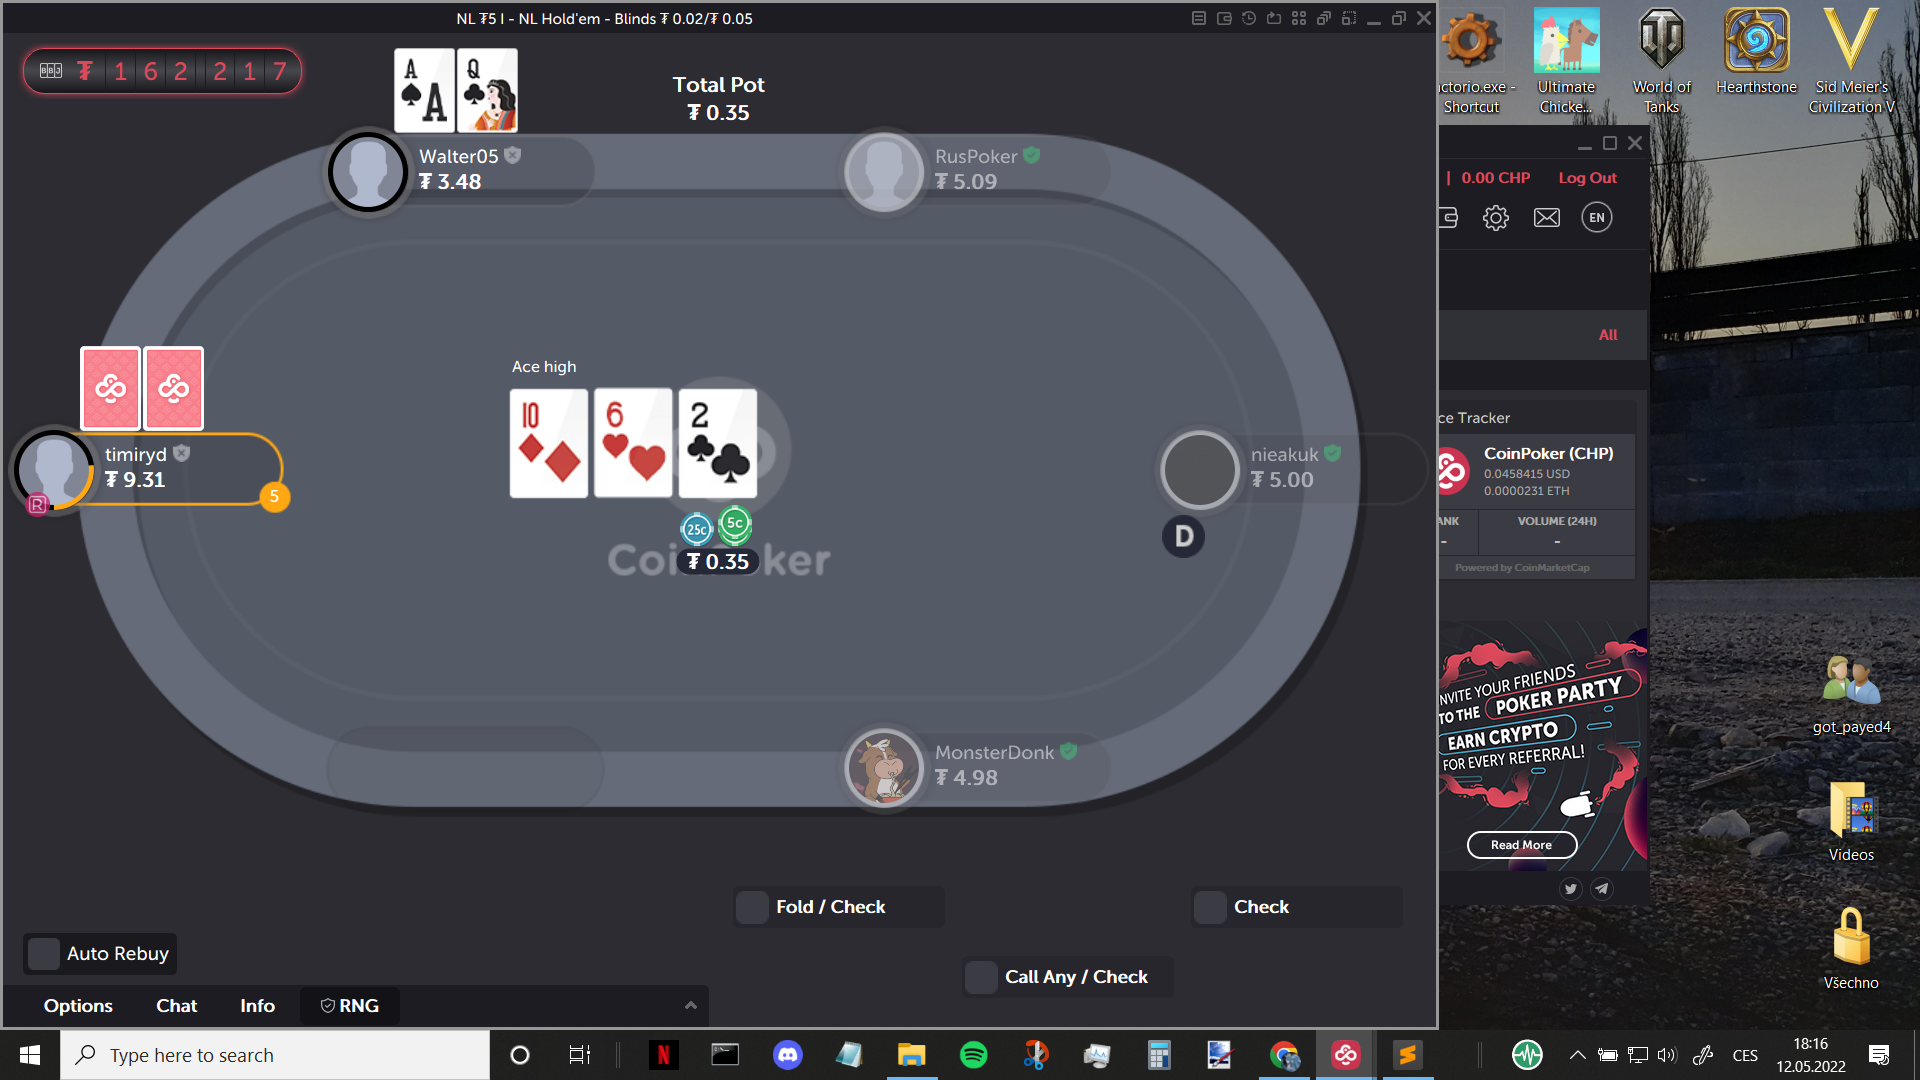 NL ₮5 I - NL Hold'em - Blinds ₮ 0.02/₮ 0.05
BBJ ₮ 1 6 2 2 1 7
A A Q
Total Pot
₮ 0.35
Walter05
₮ 3.48
RusPoker
₮ 5.09
timiryd
₮ 9.31
R
5
Ace high
10 6 2
25c 5c
₮ 0.35
nieakuk
₮ 5.00
D
MonsterDonk
₮ 4.98
Fold / Check
Check
Call Any / Check
Auto Rebuy
Options Chat Info RNG
ctorio.exe - Shortcut
Ultimate Chicke...
World of Tanks
Hearthstone
Sid Meier's Civilization V
| 0.00 CHP Log Out
EN
All
ce Tracker
CoinPoker (CHP)
0.0458415 USD
0.0000231 ETH
ANK VOLUME (24H)
- -
Powered by CoinMarketCap
NVITE YOUR FRIENDS
TO THE POKER PARTY
EARN CRYPTO
FOR EVERY REFERRAL!
Read More
got_payed4
Videos
Všechno
Type here to search
N
CES
18:16
12.05.2022